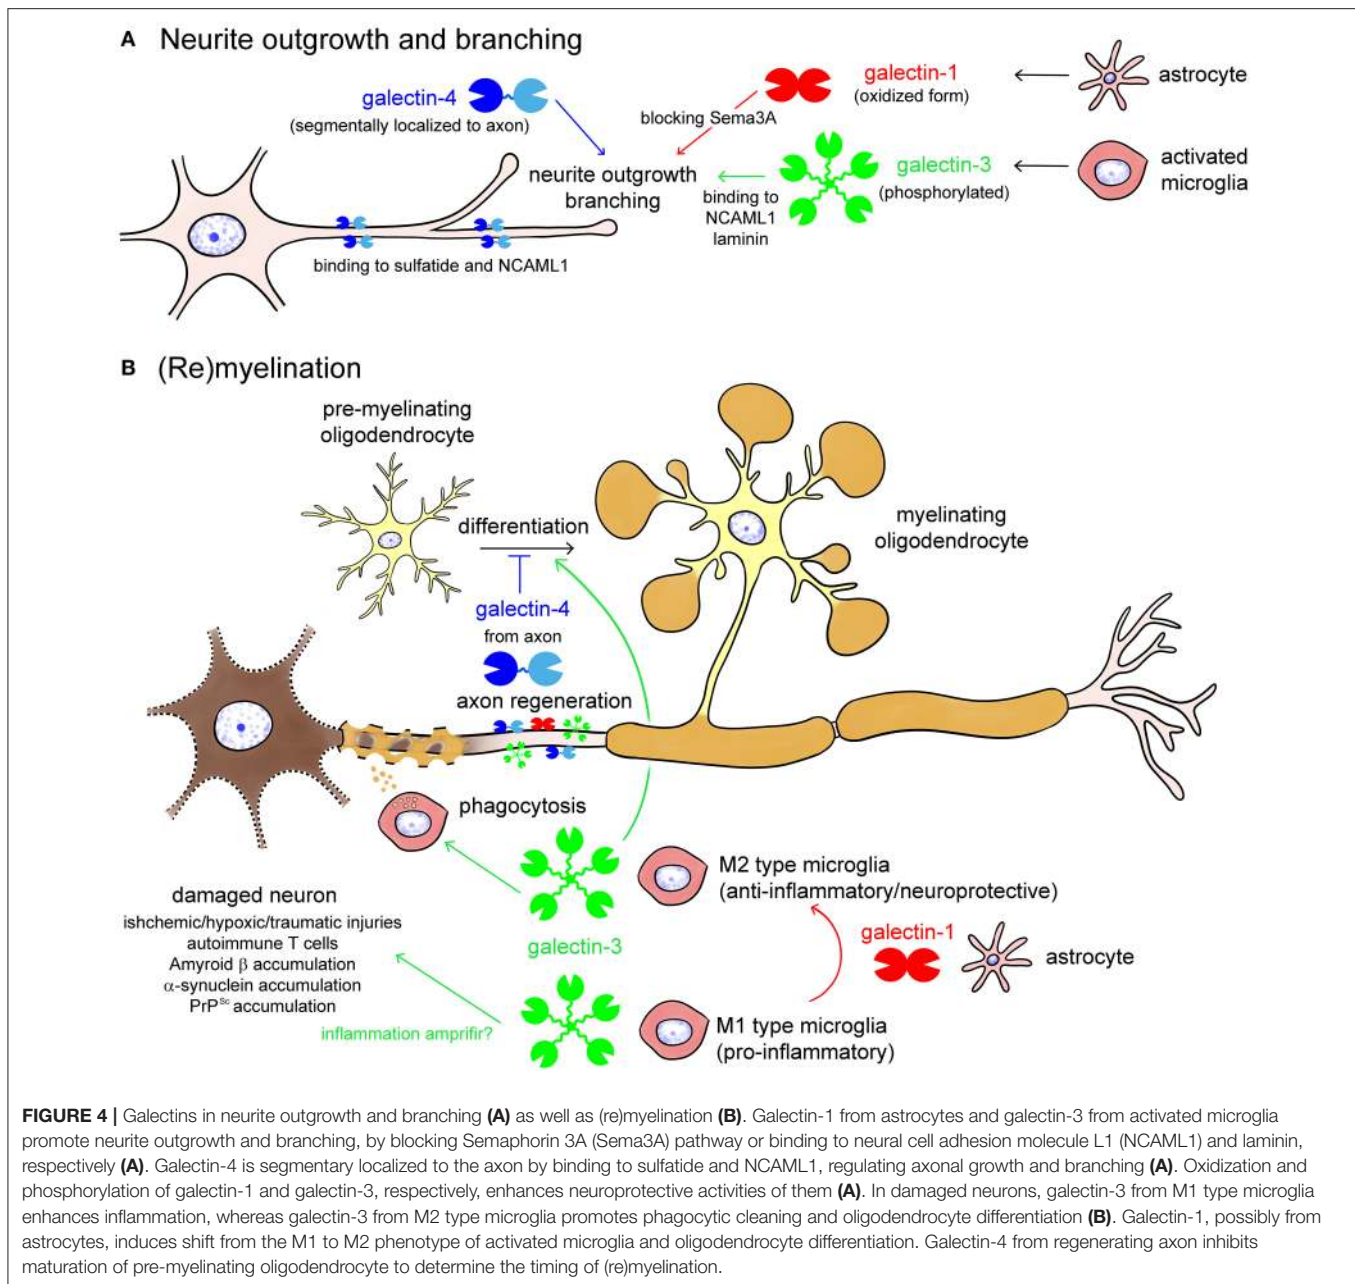 A Neurite outgrowth and branching
galectin-4
(segmentally localized to axon)
galectin-1
(oxidized form)
astrocyte
blocking Sema3A
neurite outgrowth
branching
galectin-3
(phosphorylated)
activated
microglia
binding to
NCAML1
laminin
binding to sulfatide and NCAML1
B (Re)myelination
pre-myelinating
oligodendrocyte
differentiation
myelinating
oligodendrocyte
galectin-4
from axon
axon regeneration
phagocytosis
damaged neuron
ishchemic/hypoxic/traumatic injuries
autoimmune T cells
Amyroid β accumulation
α-synuclein accumulation
PrPSc accumulation
galectin-3
inflammation amprifir?
M2 type microglia
(anti-inflammatory/neuroprotective)
galectin-1
astrocyte
M1 type microglia
(pro-inflammatory)
FIGURE 4 | Galectins in neurite outgrowth and branching (A) as well as (re)myelination (B). Galectin-1 from astrocytes and galectin-3 from activated microglia
promote neurite outgrowth and branching, by blocking Semaphorin 3A (Sema3A) pathway or binding to neural cell adhesion molecule L1 (NCAML1) and laminin,
respectively (A). Galectin-4 is segmentary localized to the axon by binding to sulfatide and NCAML1, regulating axonal growth and branching (A). Oxidization and
phosphorylation of galectin-1 and galectin-3, respectively, enhances neuroprotective activities of them (A). In damaged neurons, galectin-3 from M1 type microglia
enhances inflammation, whereas galectin-3 from M2 type microglia promotes phagocytic cleaning and oligodendrocyte differentiation (B). Galectin-1, possibly from
astrocytes, induces shift from the M1 to M2 phenotype of activated microglia and oligodendrocyte differentiation. Galectin-4 from regenerating axon inhibits
maturation of pre-myelinating oligodendrocyte to determine the timing of (re)myelination.